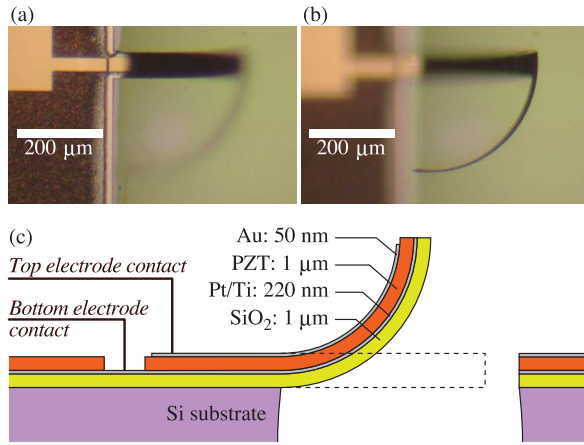 (a)
(b)
200 µm
200 µm
(c)
Au: 50 nm
PZT: 1 µm
Pt/Ti: 220 nm
SiO₂: 1 µm
Top electrode contact
Bottom electrode
contact
Si substrate